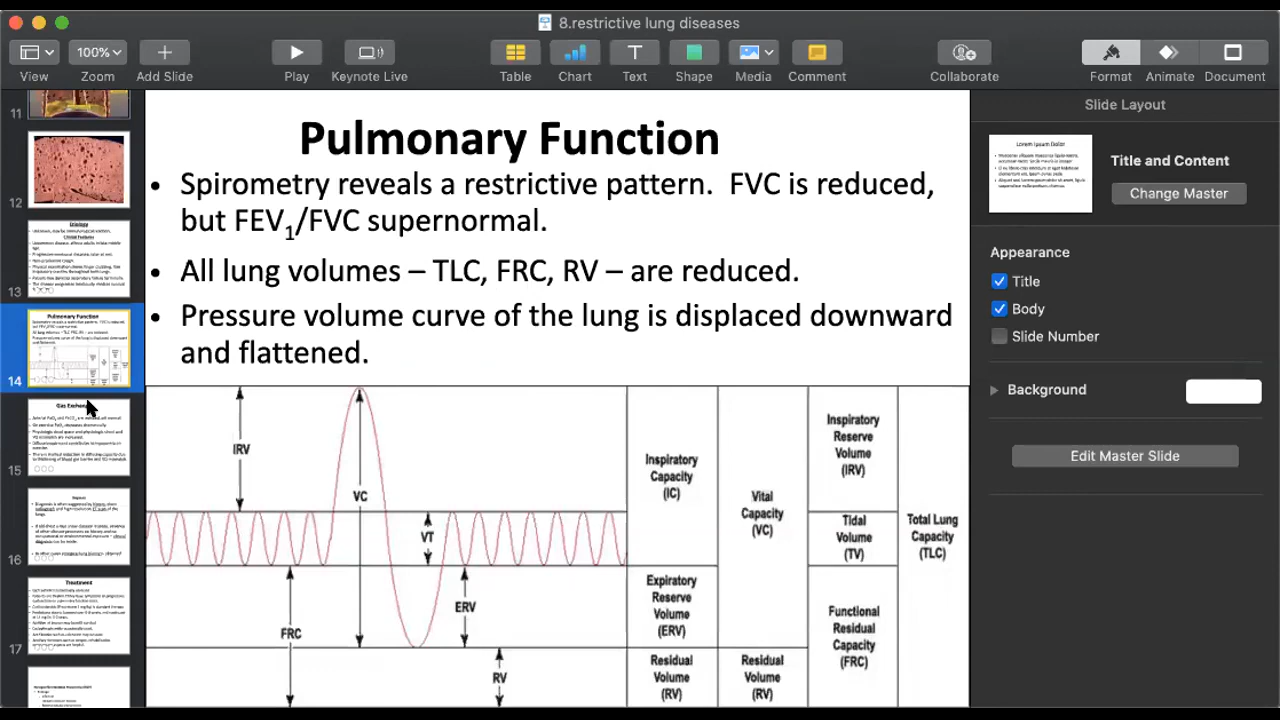 8.restrictive lung diseases
100%
View
Zoom
Add Slide
Play
Keynote Live
Table
Chart
Text
Shape
Media
Comment
Collaborate
Format
Animate
Document
11
12
13
14
15
16
17
Pulmonary Function
Treatment
Pulmonary Function
• Spirometry reveals a restrictive pattern. FVC is reduced,
but FEV1/FVC supernormal.
• All lung volumes – TLC, FRC, RV – are reduced.
• Pressure volume curve of the lung is displaced downward
and flattened.
IRV
VC
VT
ERV
FRC
RV
Inspiratory
Capacity
(IC)
Expiratory
Reserve
Volume
(ERV)
Residual
Volume
(RV)
Vital
Capacity
(VC)
Residual
Volume
(RV)
Inspiratory
Reserve
Volume
(IRV)
Tidal
Volume
(TV)
Functional
Residual
Capacity
(FRC)
Total Lung
Capacity
(TLC)
Slide Layout
Lorem Ipsum Dolor
Title and Content
Change Master
Appearance
Title
Body
Slide Number
Background
Edit Master Slide